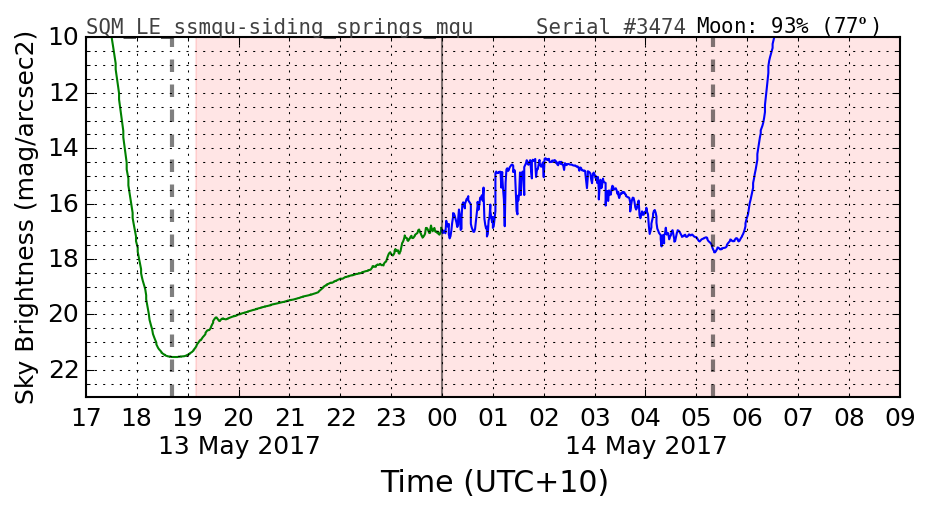 SQM_LE ssmqu-siding_springs_mqu Serial #3474 Moon: 93% (77°)
Sky Brightness (mag/arcsec2)
10
12
14
16
18
20
22
17 18 19 20 21 22 23 00 01 02 03 04 05 06 07 08 09
13 May 2017 14 May 2017
Time (UTC+10)